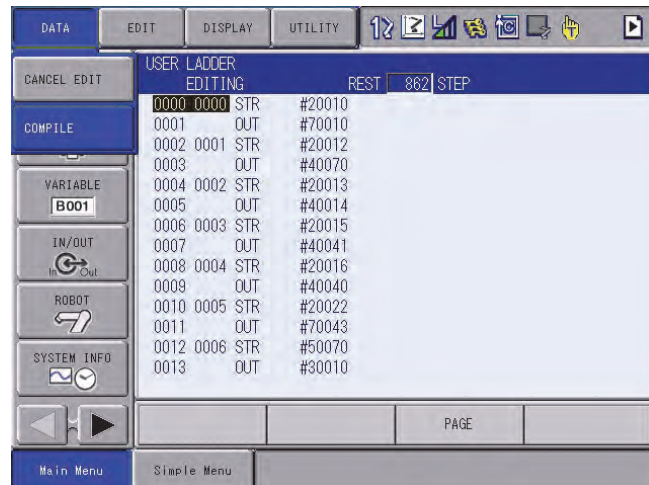 DATA EDIT DISPLAY UTILITY
CANCEL EDIT
COMPILE
VARIABLE
B001
IN/OUT
In Out
ROBOT
SYSTEM INFO
USER LADDER
EDITING REST 862 STEP
0000 0000 STR #20010
0001 OUT #70010
0002 0001 STR #20012
0003 OUT #40070
0004 0002 STR #20013
0005 OUT #40014
0006 0003 STR #20015
0007 OUT #40041
0008 0004 STR #20016
0009 OUT #40040
0010 0005 STR #20022
0011 OUT #70043
0012 0006 STR #50070
0013 OUT #30010
PAGE
Main Menu Simple Menu